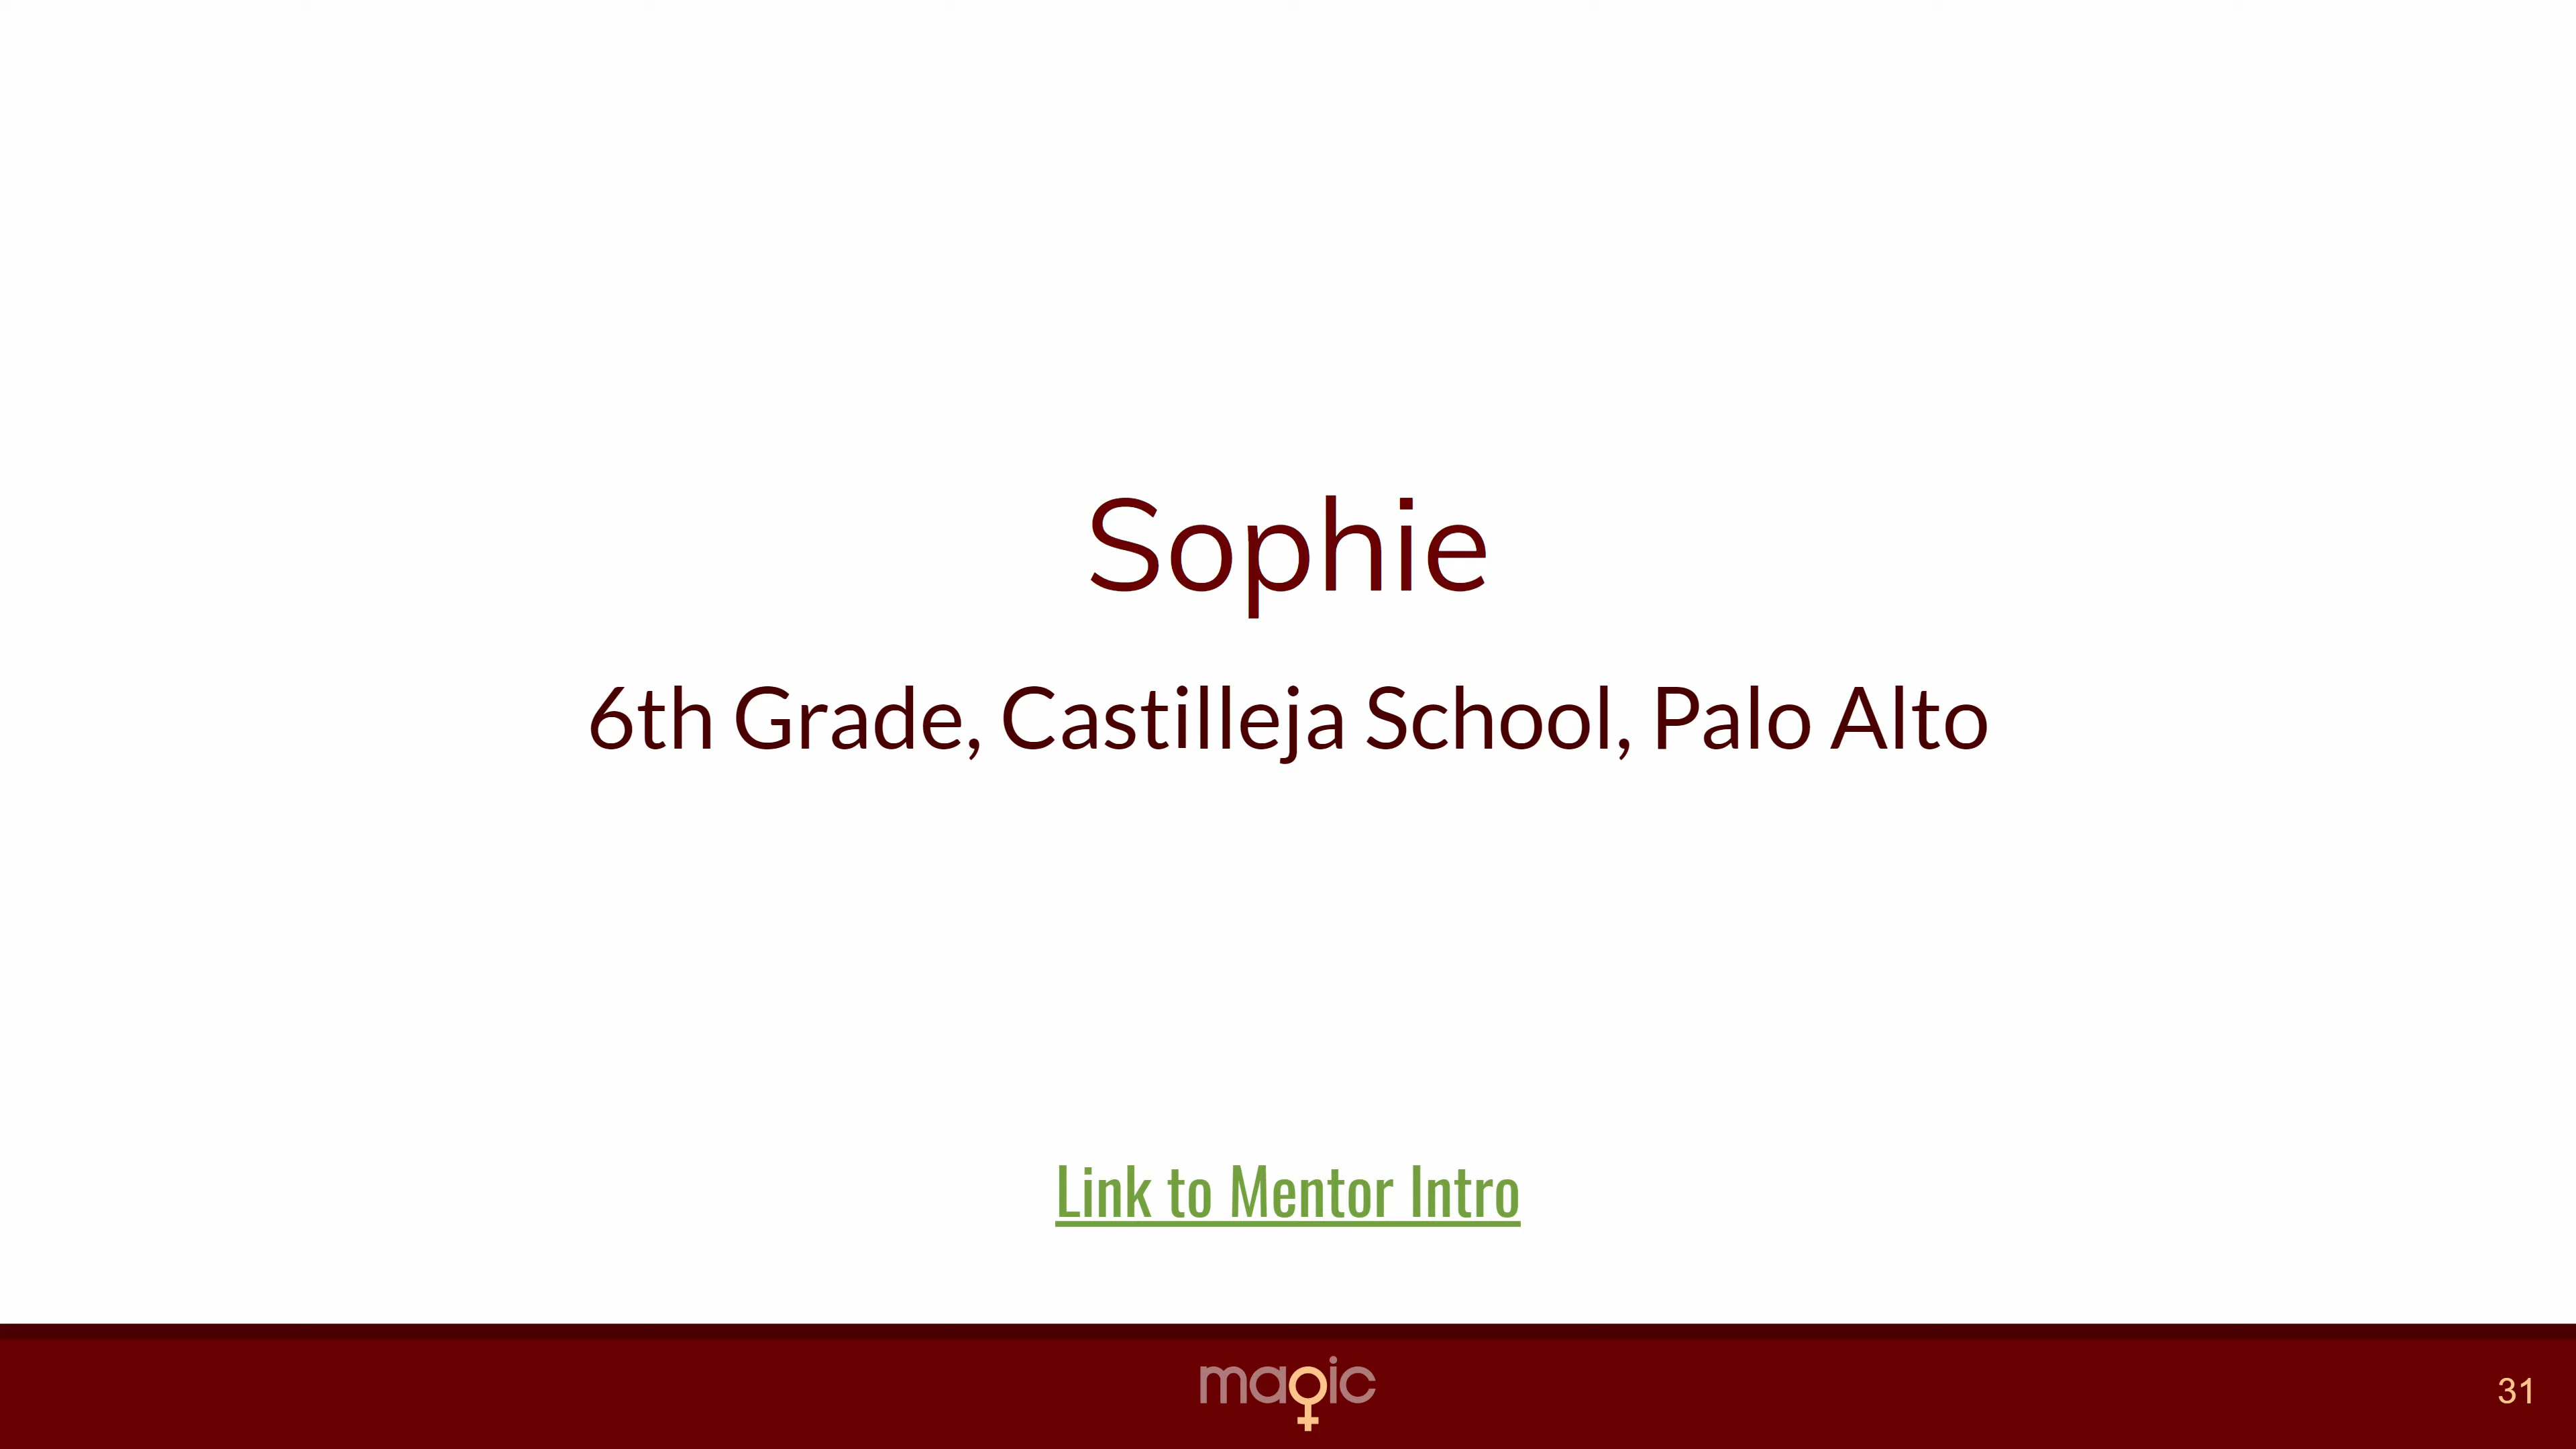 Sophie
6th Grade, Castilleja School, Palo Alto
Link to Mentor Intro
magic
31